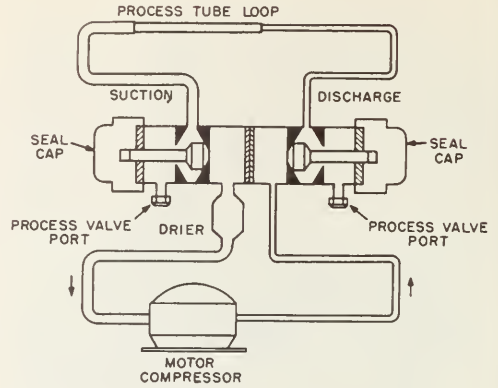 PROCESS TUBE LOOP
SUCTION
DISCHARGE
SEAL
CAP
SEAL
CAP
PROCESS VALVE
PORT
DRIER
PROCESS VALVE
PORT
MOTOR
COMPRESSOR